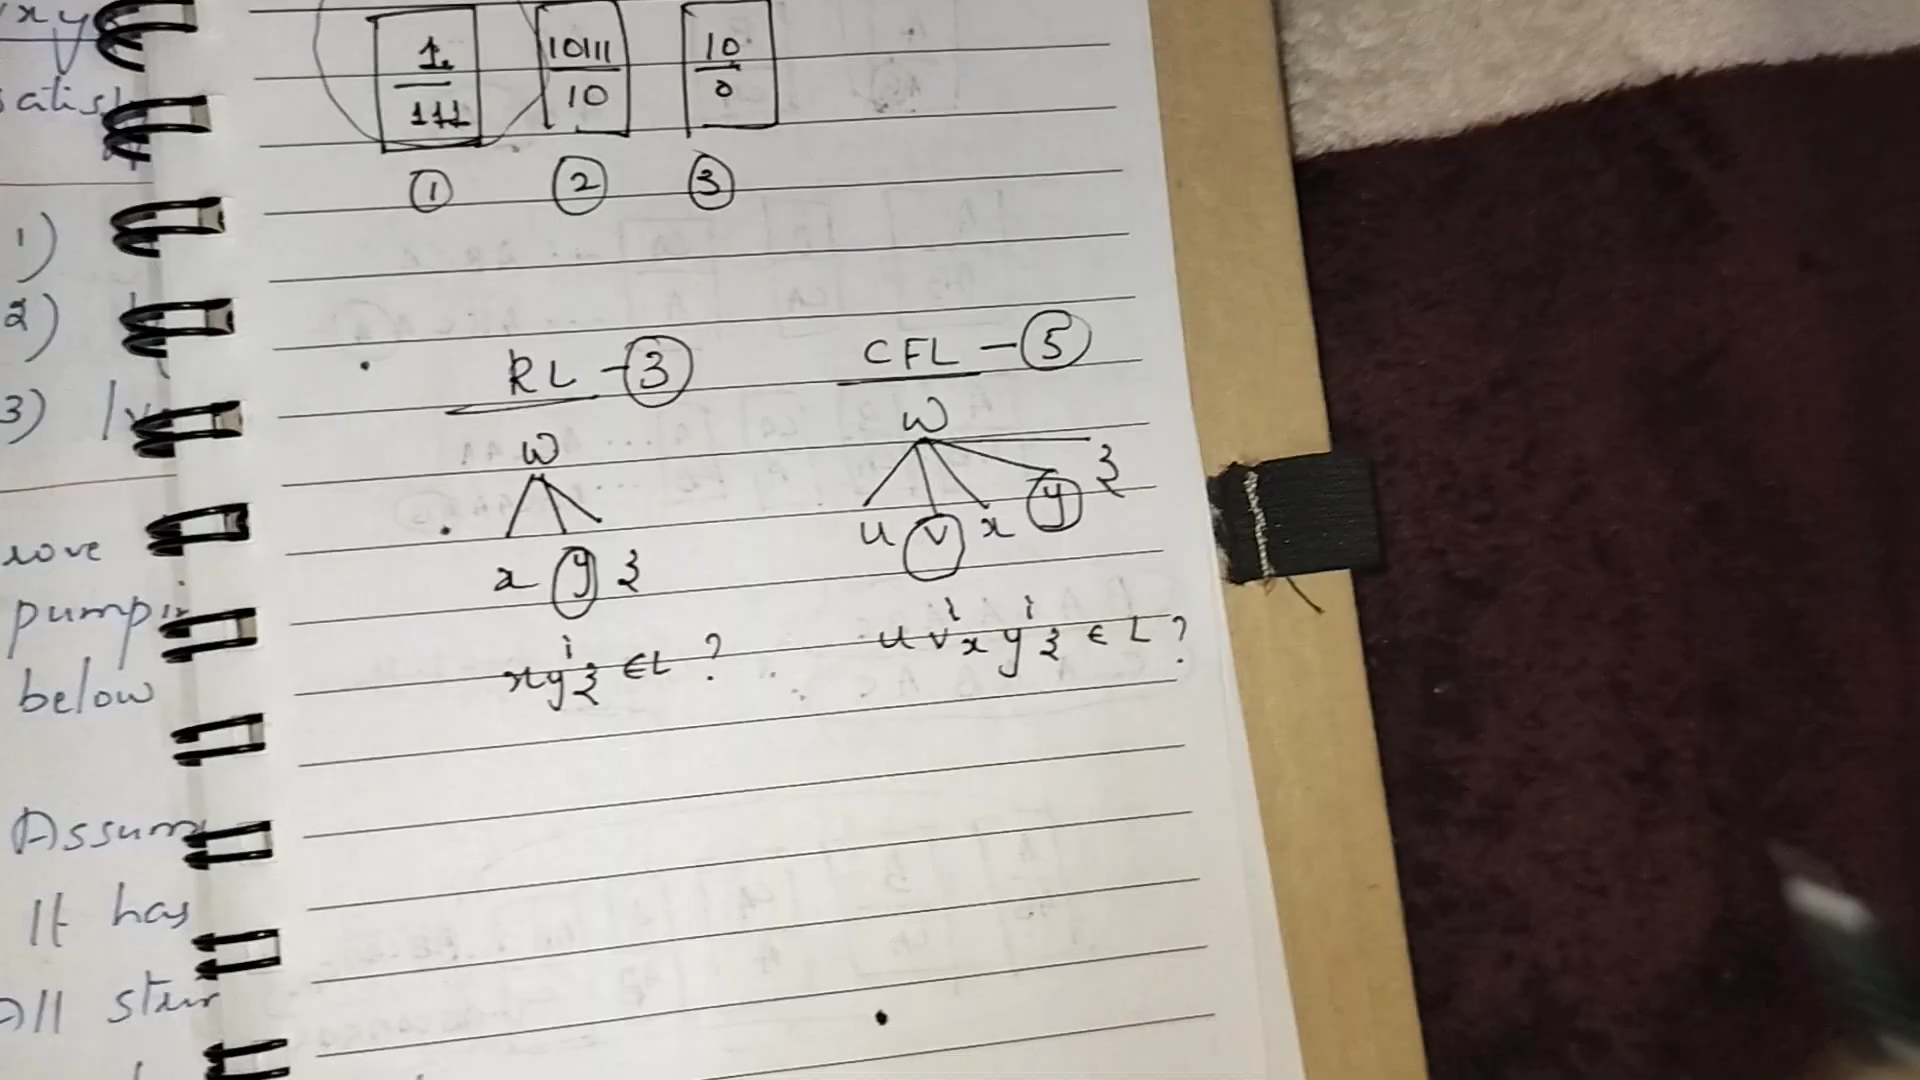 xy
1. 10111 10.
111 10 0
1 2 3
1)
2)
3) |v
RL - 3 CFL - 5
W W
x y z u v x y z
xy^i z ∈ L ? u v^i x y^i z ∈ L ?
below
It has